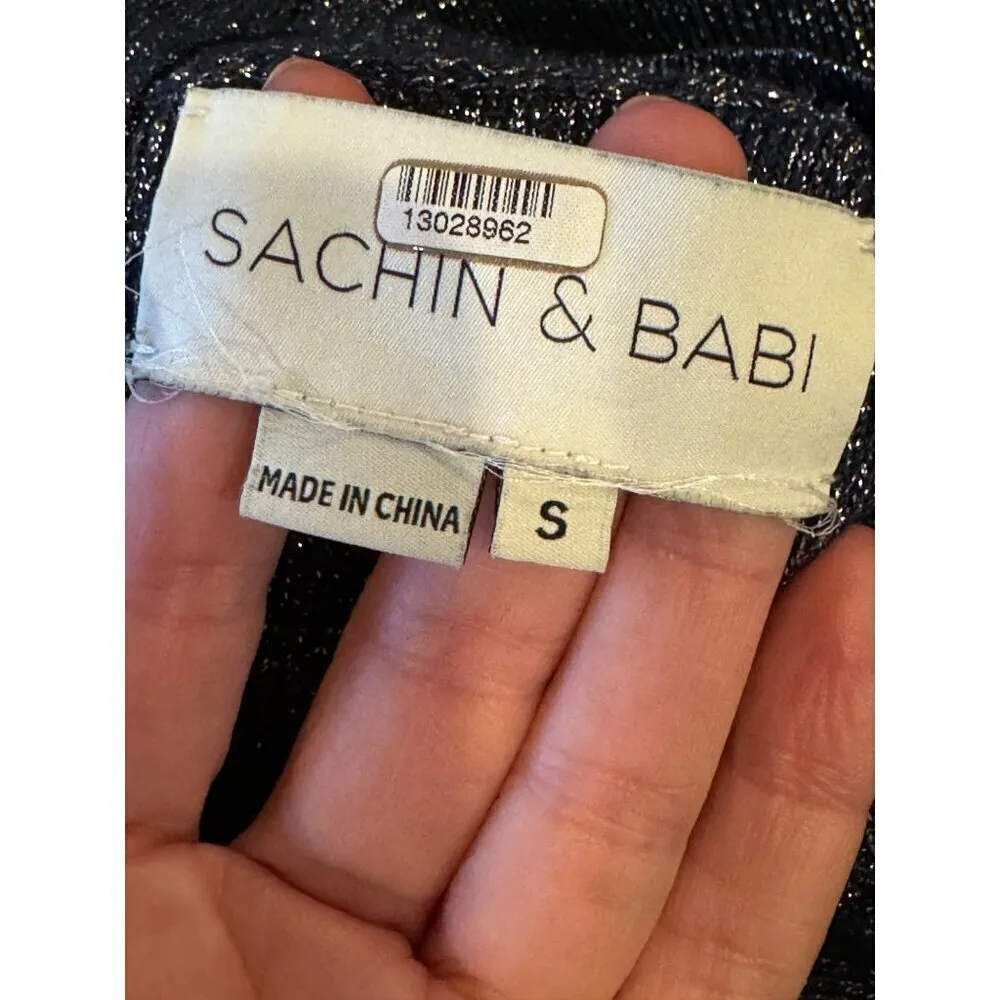 13028962
SACHIN & BABI
MADE IN CHINA
S